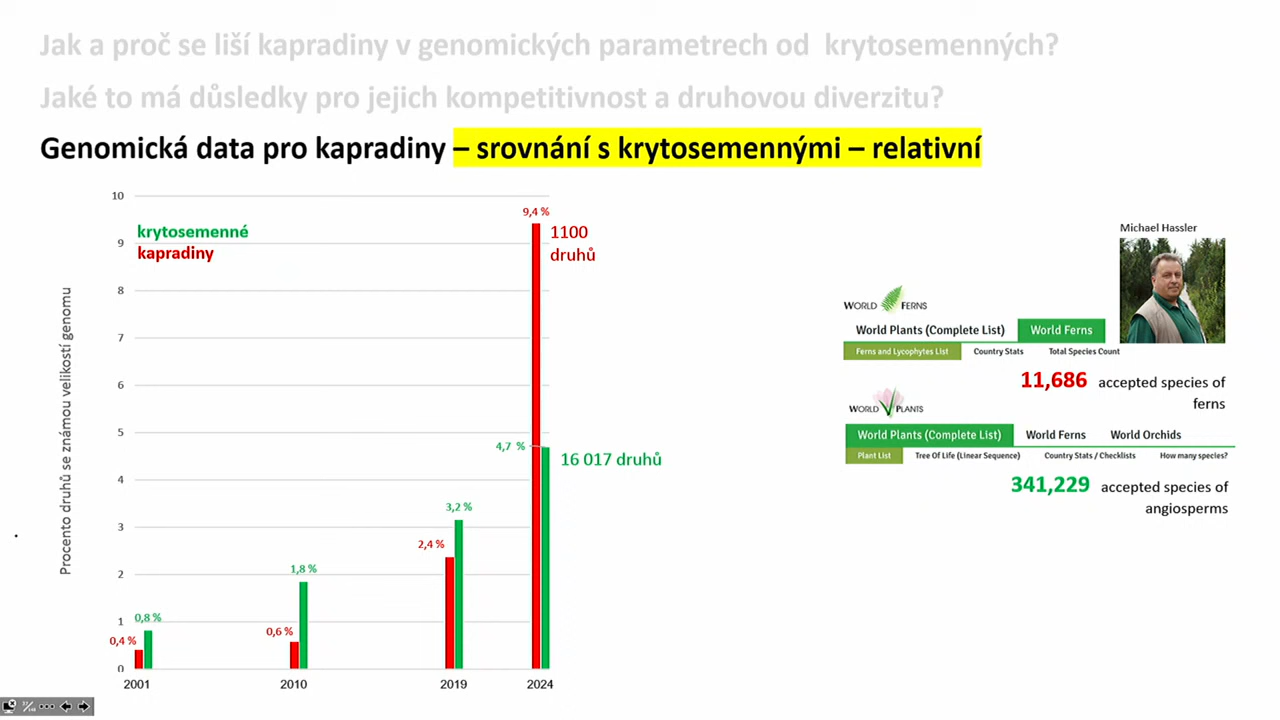 Jak a proč se liší kapradiny v genomických parametrech od krytosemenných?
Jaké to má důsledky pro jejich kompetitivnost a druhovou diverzitu?
Genomická data pro kapradiny – srovnání s krytosemennými – relativní
Procento druhů se známou velikostí genomu
10
9
8
7
6
5
4
3
2
1
0
krytosemenné
kapradiny
0,4 %
0,8 %
0,6 %
1,8 %
2,4 %
3,2 %
9,4 %
4,7 %
1100
druhů
16 017 druhů
2001
2010
2019
2024
Michael Hassler
WORLD FERNS
World Plants (Complete List) World Ferns
Ferns and Lycophytes List Country Stats Total Species Count
11,686 accepted species of
ferns
WORLD PLANTS
World Plants (Complete List) World Ferns World Orchids
Plant List Tree Of Life (Linear Sequence) Country Stats / Checklists How many species?
341,229 accepted species of
angiosperms